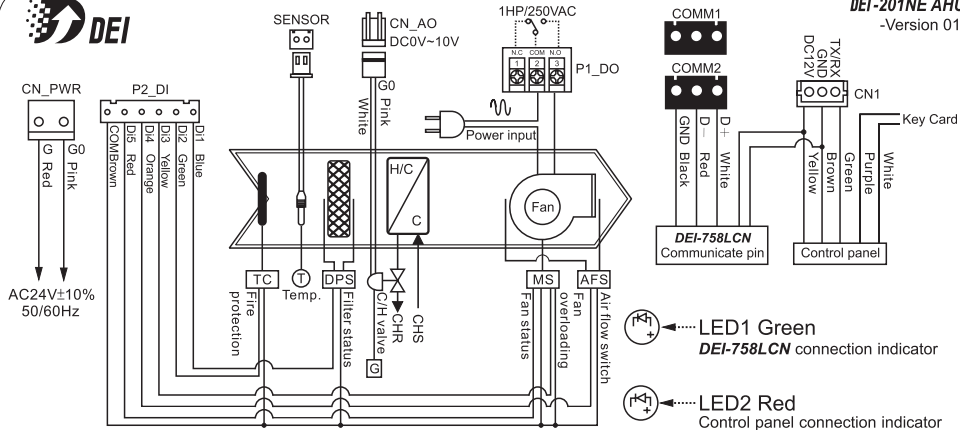 DEI
SENSOR
CN_AO
DC0V~10V
1HP/250VAC
N.C COM N.O
1 2 3
P1_DO
COMM1
COMM2
DEI-201NE AHU
-Version 01
TX/RX
GND
DC12V
CN1
CN_PWR
P2_DI
G0
Pink
White
Power input
G Red
G0 Pink
COM Brown
Di5 Red
Di4 Orange
Di3 Yellow
Di2 Green
Di1 Blue
GND Black
D- Red
D+ White
Yellow
Brown
Green
Purple
White
Key Card
H/C
C
Fan
DEI-758LCN
Communicate pin
Control panel
AC24V±10%
50/60Hz
TC
Fire protection
T
Temp.
DPS
Filter status
C/H valve
G
CHR
CHS
MS
Fan status
Fan overloading
AFS
Air flow switch
LED1 Green
DEI-758LCN connection indicator
LED2 Red
Control panel connection indicator